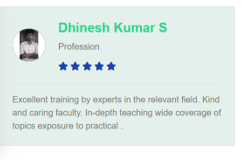 Dhinesh Kumar S
Profession
Excellent training by experts in the relevant field. Kind
and caring faculty. In-depth teaching wide coverage of
topics exposure to practical .